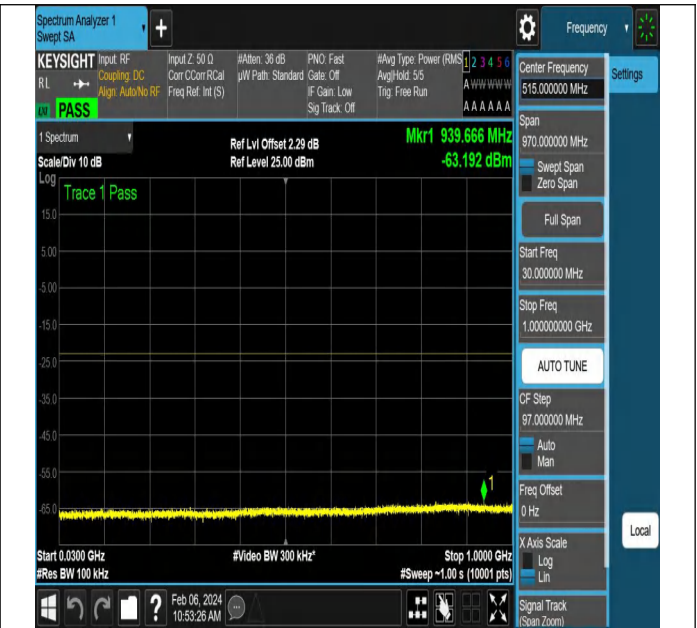 Spectrum Analyzer 1
Swept SA
+
Frequency
KEYSIGHT
RL
PASS
Input: RF
Coupling: DC
Align: Auto/No RF
Input Z: 50 Ω
Corr CCorr RCal
Freq Ref: Int (S)
#Atten: 36 dB
µW Path: Standard
PNO: Fast
Gate: Off
IF Gain: Low
Sig Track: Off
#Avg Type: Power (RMS
Avg|Hold: 5/5
Trig: Free Run
1 2 3 4 5 6
A W W W W W
A A A A A A
1 Spectrum
Scale/Div 10 dB
Ref Lvl Offset 2.29 dB
Ref Level 25.00 dBm
Mkr1 939.666 MHz
-63.192 dBm
Log
Trace 1 Pass
15.0
5.00
-5.00
-15.0
-25.0
-35.0
-45.0
-55.0
-65.0
1
Start 0.0300 GHz
#Res BW 100 kHz
#Video BW 300 kHz*
Stop 1.0000 GHz
#Sweep ~1.00 s (10001 pts)
?
Feb 06, 2024
10:53:26 AM
Center Frequency
515.000000 MHz
Settings
Span
970.000000 MHz
Swept Span
Zero Span
Full Span
Start Freq
30.000000 MHz
Stop Freq
1.000000000 GHz
AUTO TUNE
CF Step
97.000000 MHz
Auto
Man
Freq Offset
0 Hz
X Axis Scale
Log
Lin
Local
Signal Track
(Span Zoom)